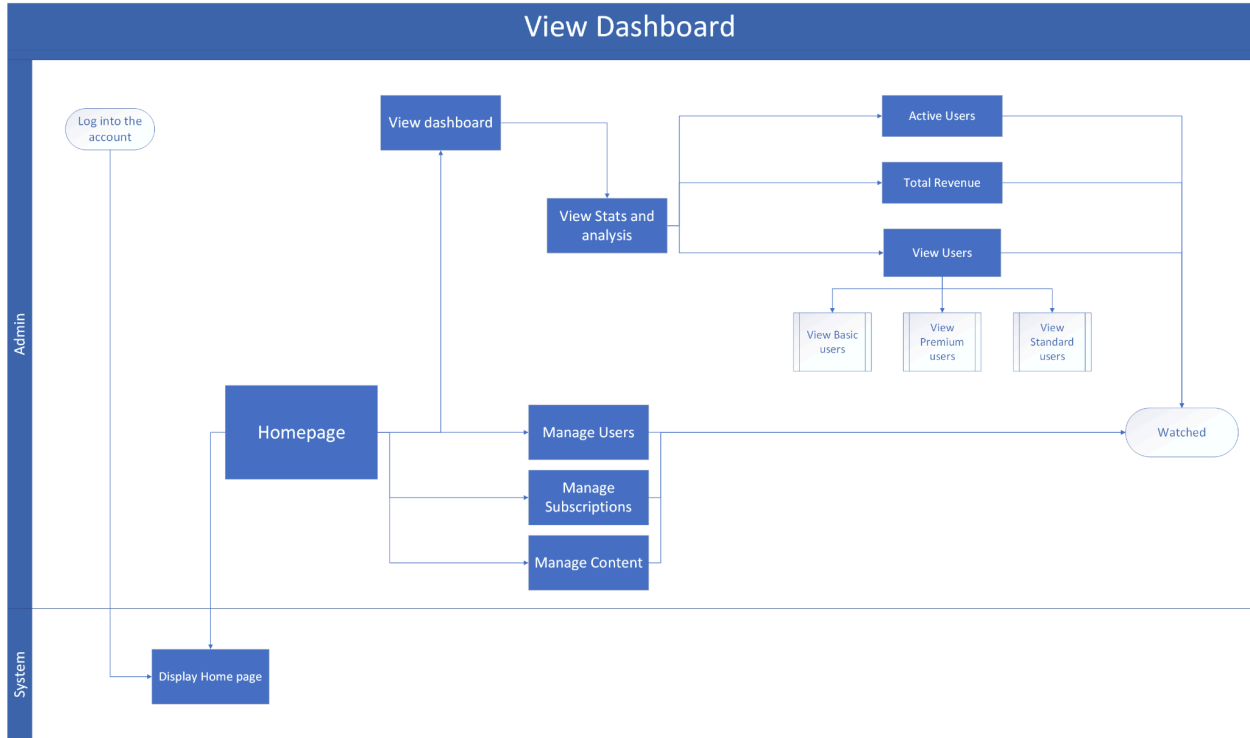 View Dashboard
Admin
System
Log into the
account
View dashboard
View Stats and
analysis
Active Users
Total Revenue
View Users
View Basic
users
View
Premium
users
View
Standard
users
Homepage
Manage Users
Manage
Subscriptions
Manage Content
Watched
Display Home page